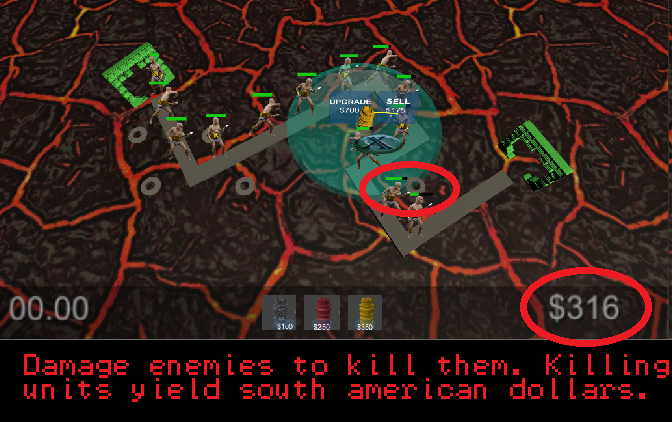 UPGRADE SELL
$700 $175
00.00
$100 $250 $350
$316
Damage enemies to kill them. Killing
units yield south american dollars.